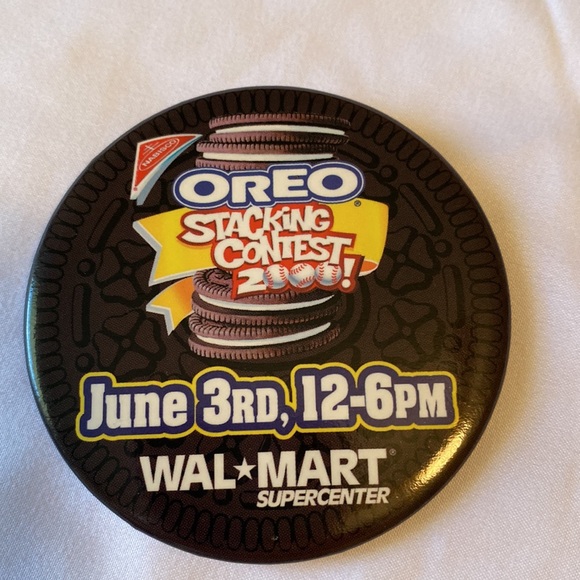 NABISCO
OREO®
STACKING
CONTEST
2000!
June 3RD, 12-6PM
WAL★MART®
SUPERCENTER